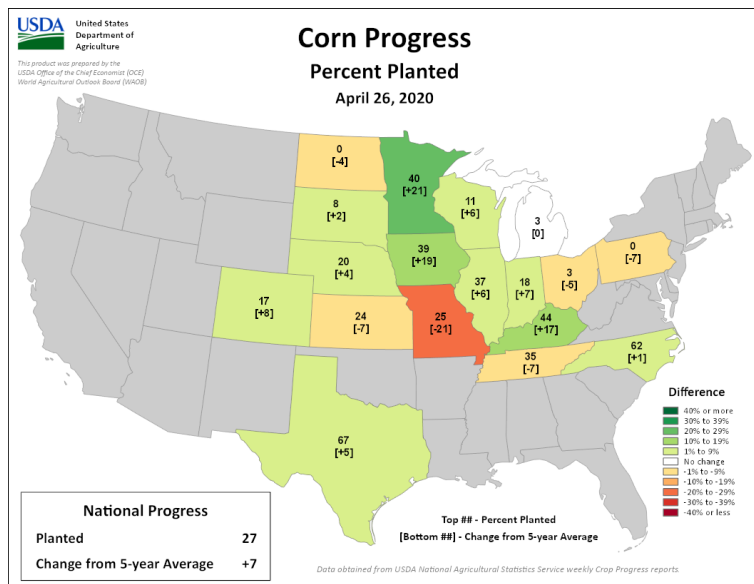 USDA
United States
Department of
Agriculture
This product was prepared by the
USDA Office of the Chief Economist (OCE)
World Agricultural Outlook Board (WAOB)
Corn Progress
Percent Planted
April 26, 2020
0
[-4]
40
[+21]
8
[+2]
11
[+6]
3
[0]
39
[+19]
20
[+4]
0
[-7]
37
[+6]
18
[+7]
3
[-5]
17
[+8]
24
[-7]
25
[-21]
44
[+17]
35
[-7]
62
[+1]
67
[+5]
Difference
40% or more
30% to 39%
20% to 29%
10% to 19%
1% to 9%
No change
-1% to -9%
-10% to -19%
-20% to -29%
-30% to -39%
-40% or less
National Progress
Planted 27
Change from 5-year Average +7
Top ## - Percent Planted
[Bottom ##] - Change from 5-year Average
Data obtained from USDA National Agricultural Statistics Service weekly Crop Progress reports